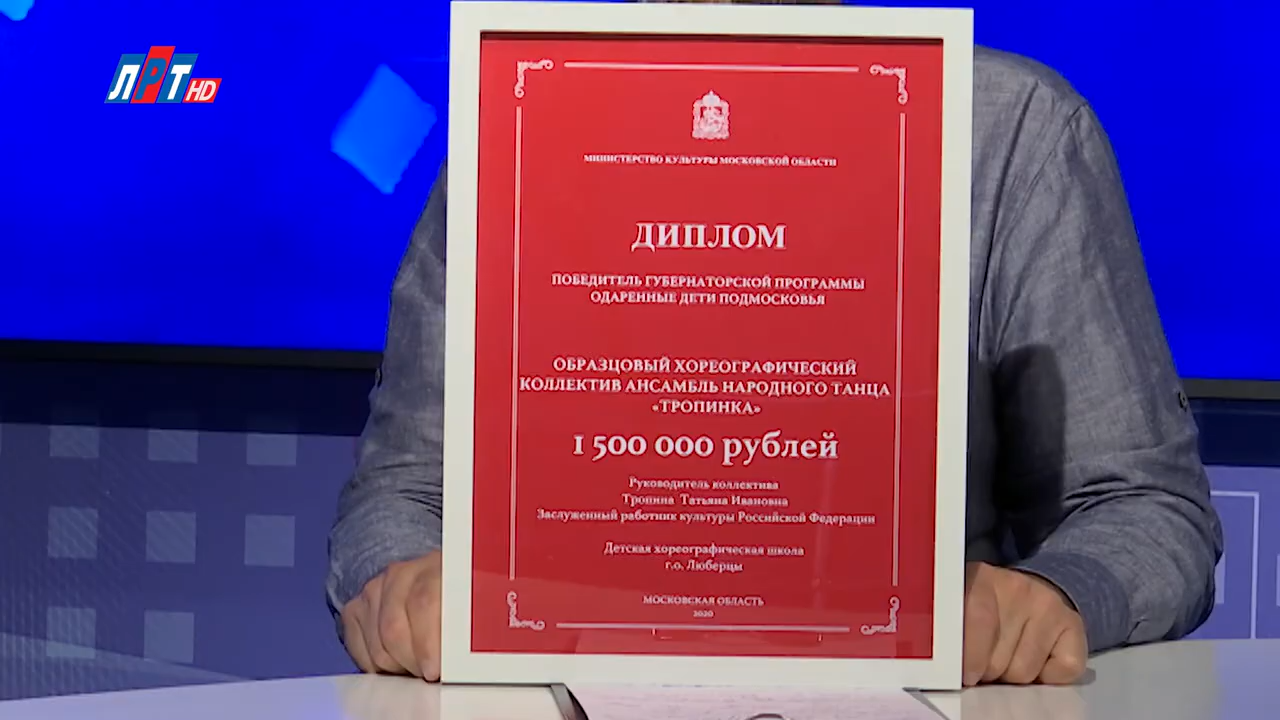 ЛРТ HD
МИНИСТЕРСТВО КУЛЬТУРЫ МОСКОВСКОЙ ОБЛАСТИ
ДИПЛОМ
ПОБЕДИТЕЛЬ ГУБЕРНАТОРСКОЙ ПРОГРАММЫ
ОДАРЕННЫЕ ДЕТИ ПОДМОСКОВЬЯ
ОБРАЗЦОВЫЙ ХОРЕОГРАФИЧЕСКИЙ
КОЛЛЕКТИВ АНСАМБЛЬ НАРОДНОГО ТАНЦА
«ТРОПИНКА»
1 500 000 рублей
Руководитель коллектива
Тропина Татьяна Ивановна
Заслуженный работник культуры Российской Федерации
Детская хореографическая школа
г.о. Люберцы
МОСКОВСКАЯ ОБЛАСТЬ
2020